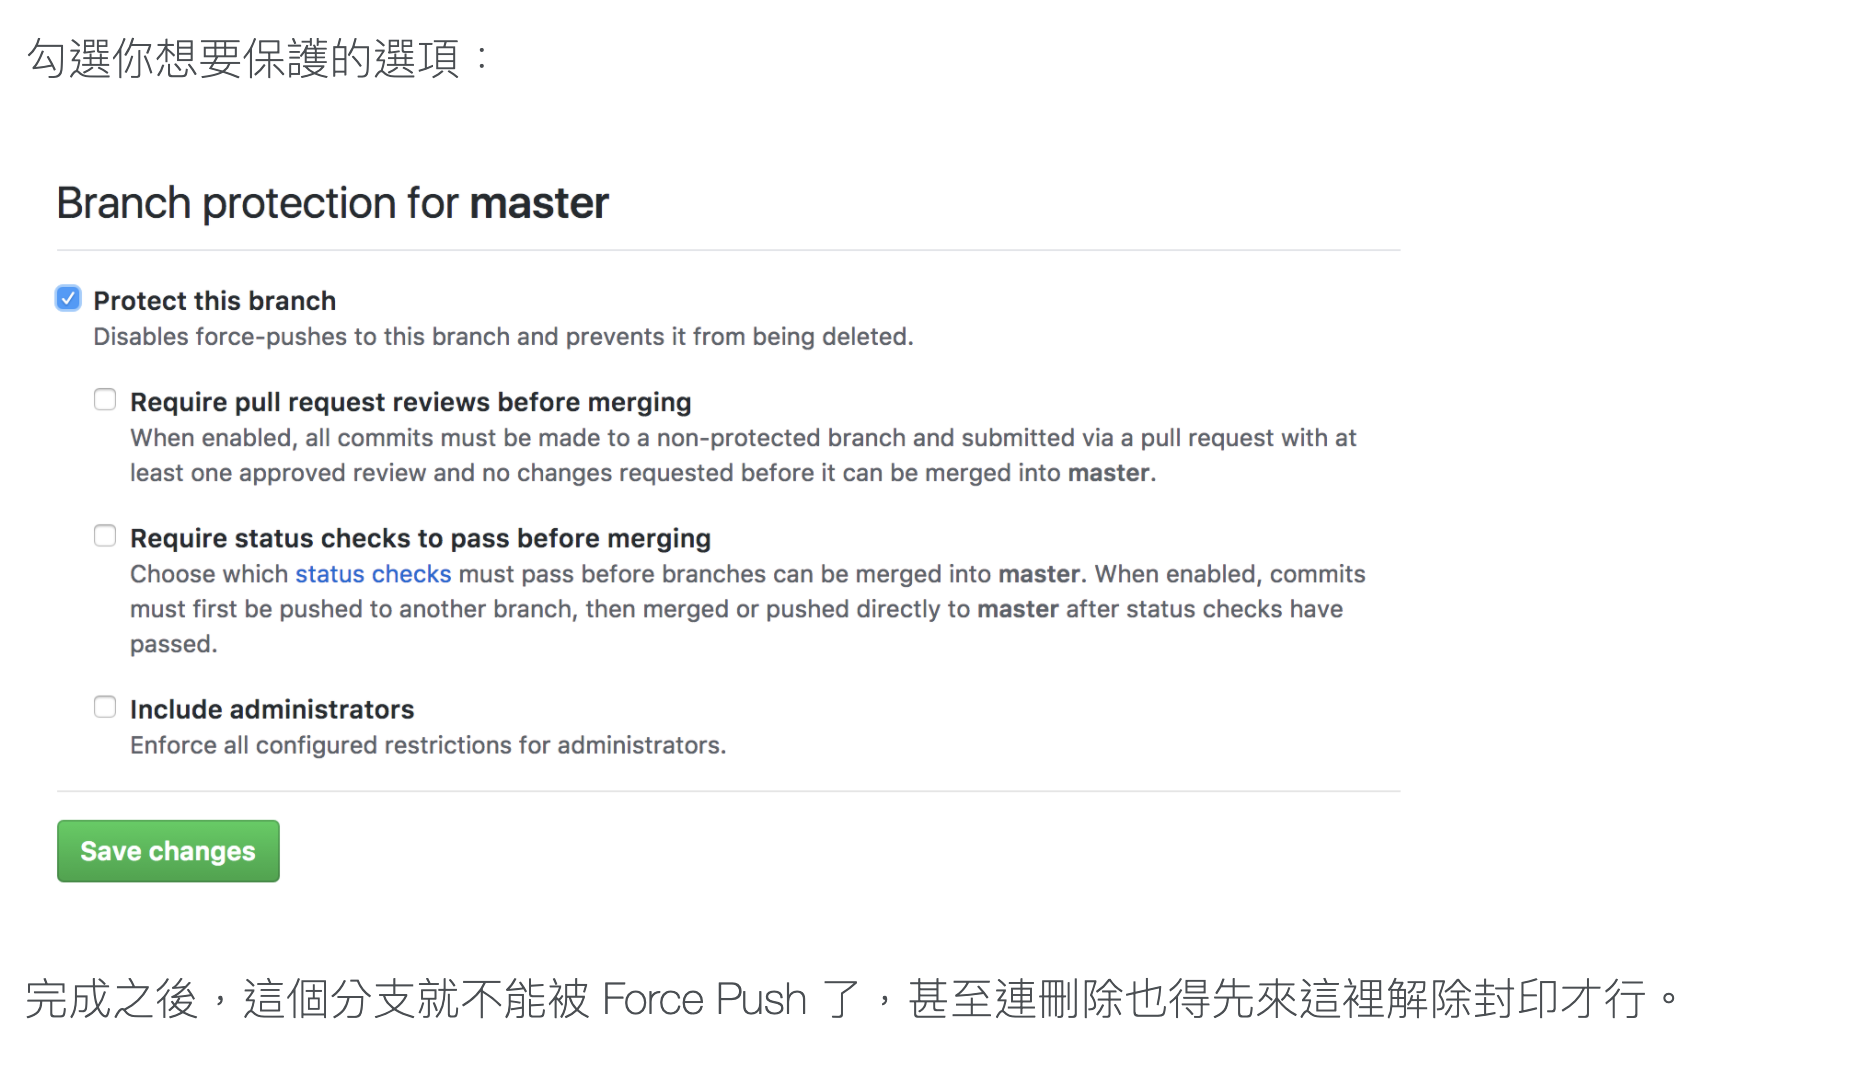 勾選你想要保護的選項：
Branch protection for master
Protect this branch
Disables force-pushes to this branch and prevents it from being deleted.
Require pull request reviews before merging
When enabled, all commits must be made to a non-protected branch and submitted via a pull request with at
least one approved review and no changes requested before it can be merged into master.
Require status checks to pass before merging
Choose which status checks must pass before branches can be merged into master. When enabled, commits
must first be pushed to another branch, then merged or pushed directly to master after status checks have
passed.
Include administrators
Enforce all configured restrictions for administrators.
Save changes
完成之後，這個分支就不能被 Force Push 了，甚至連刪除也得先來這裡解除封印才行。